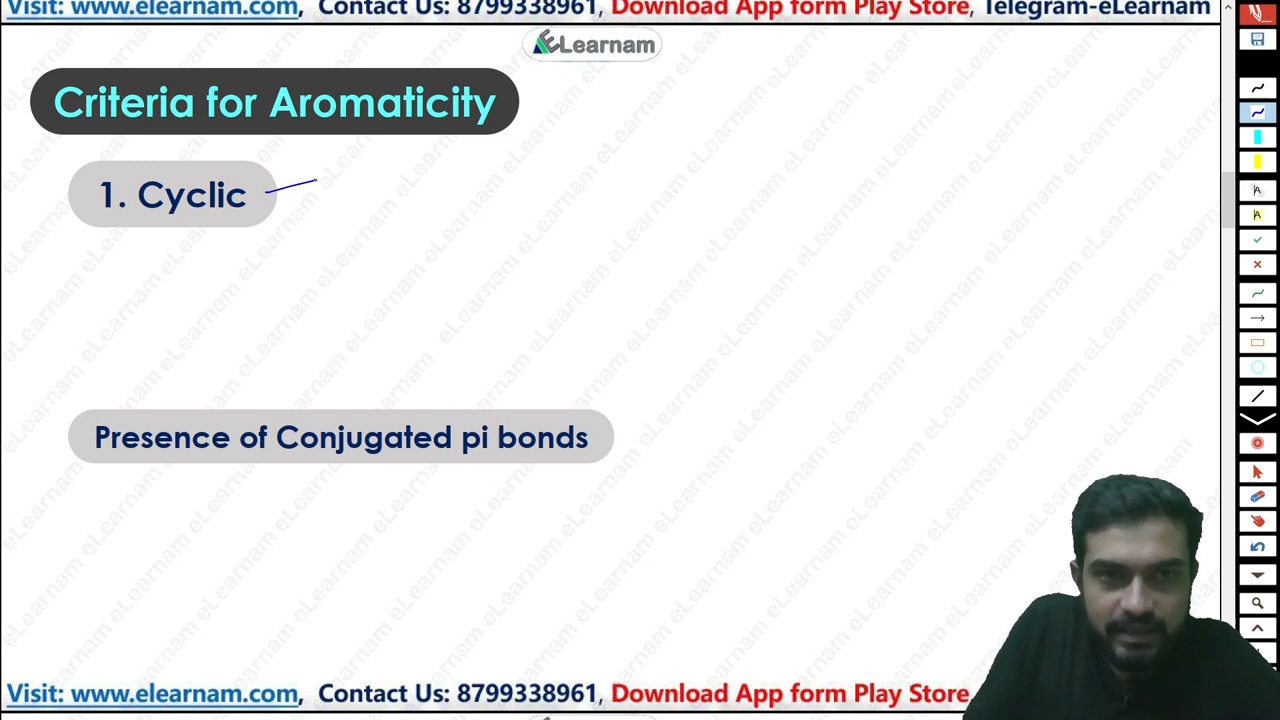 Visit: www.elearnam.com, Contact Us: 8799338961, Download App form Play Store, Telegram-eLearnam
ELearnam
Criteria for Aromaticity
1. Cyclic
Presence of Conjugated pi bonds
Visit: www.elearnam.com, Contact Us: 8799338961, Download App form Play Store